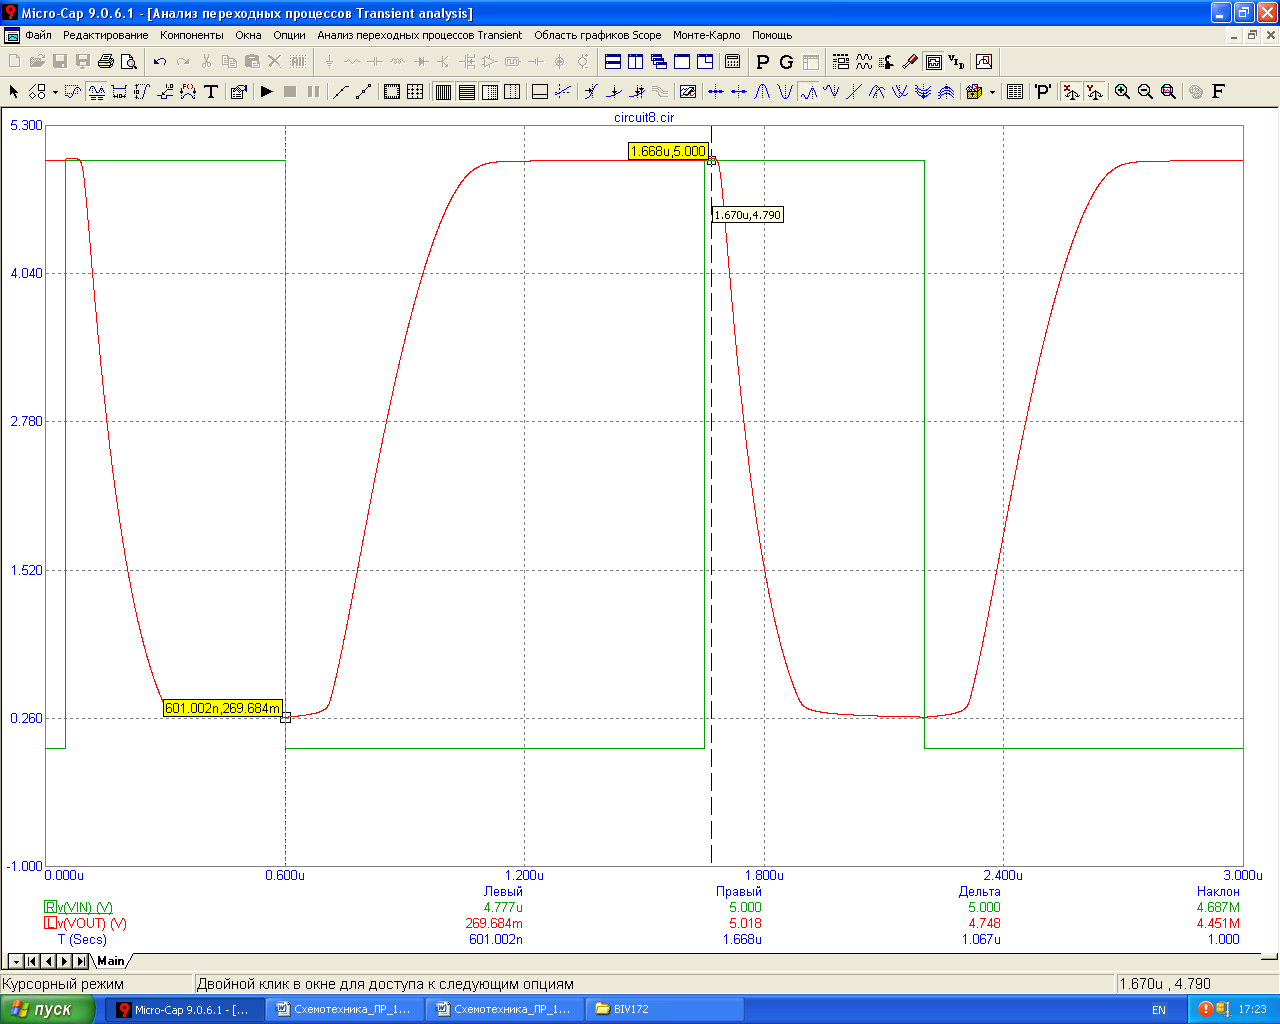 Micro-Cap 9.0.6.1 - [Анализ переходных процессов Transient analysis]
Файл Редактирование Компоненты Окна Опции Анализ переходных процессов Transient Область графиков Scope Монте-Карло Помощь
circuit8.cir
5.300
1.668u,5.000
1.670u,4.790
4.040
2.780
1.520
601.002n,269.684m
0.260
-1.000
0.000u 0.600u 1.200u 1.800u 2.400u 3.000u
Левый Правый Дельта Наклон
R v(VIN) (V) 4.777u 5.000 5.000 4.687M
L v(VOUT) (V) 269.684m 5.018 4.748 4.451M
T (Secs) 601.002n 1.668u 1.067u 1.000
Main
Курсорный режим Двойной клик в окне для доступа к следующим опциям 1.670u , 4.790
пуск Micro-Cap 9.0.6.1 - [... Схемотехника_ЛР_1... Схемотехника_ЛР_1... BIV172 EN 17:23